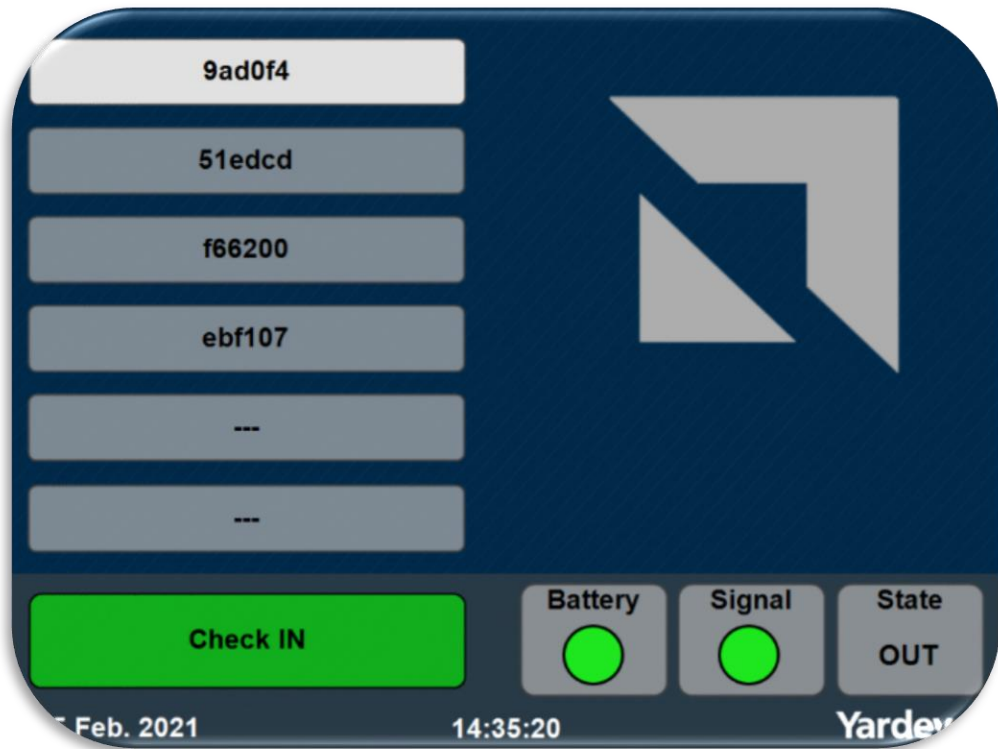 9ad0f4
51edcd
f66200
ebf107
---
---
Check IN
Battery
Signal
State
OUT
Feb. 2021
14:35:20